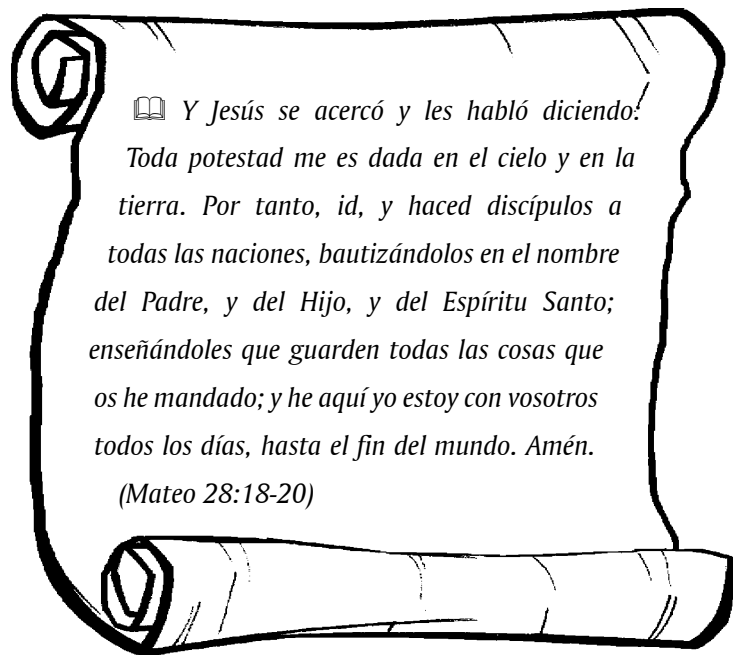 🕮 Y Jesús se acercó y les habló diciendo:
Toda potestad me es dada en el cielo y en la
tierra. Por tanto, id, y haced discípulos a
todas las naciones, bautizándolos en el nombre
del Padre, y del Hijo, y del Espíritu Santo;
enseñándoles que guarden todas las cosas que
os he mandado; y he aquí yo estoy con vosotros
todos los días, hasta el fin del mundo. Amén.
(Mateo 28:18-20)